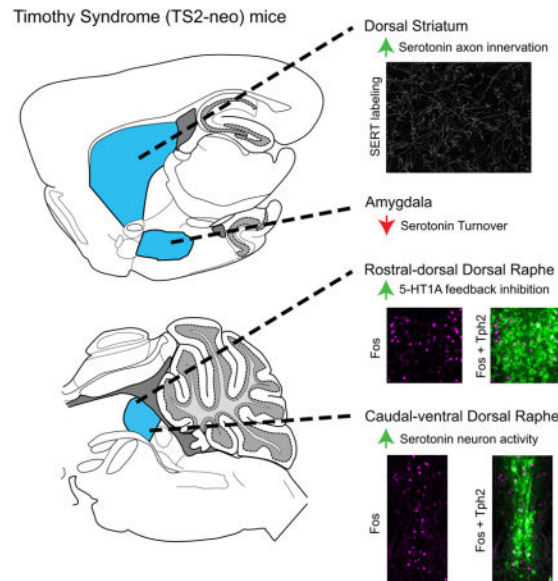 Timothy Syndrome (TS2-neo) mice
Dorsal Striatum
Serotonin axon innervation
SERT labeling
Amygdala
Serotonin Turnover
Rostral-dorsal Dorsal Raphe
5-HT1A feedback inhibition
Fos
Fos + Tph2
Caudal-ventral Dorsal Raphe
Serotonin neuron activity
Fos
Fos + Tph2